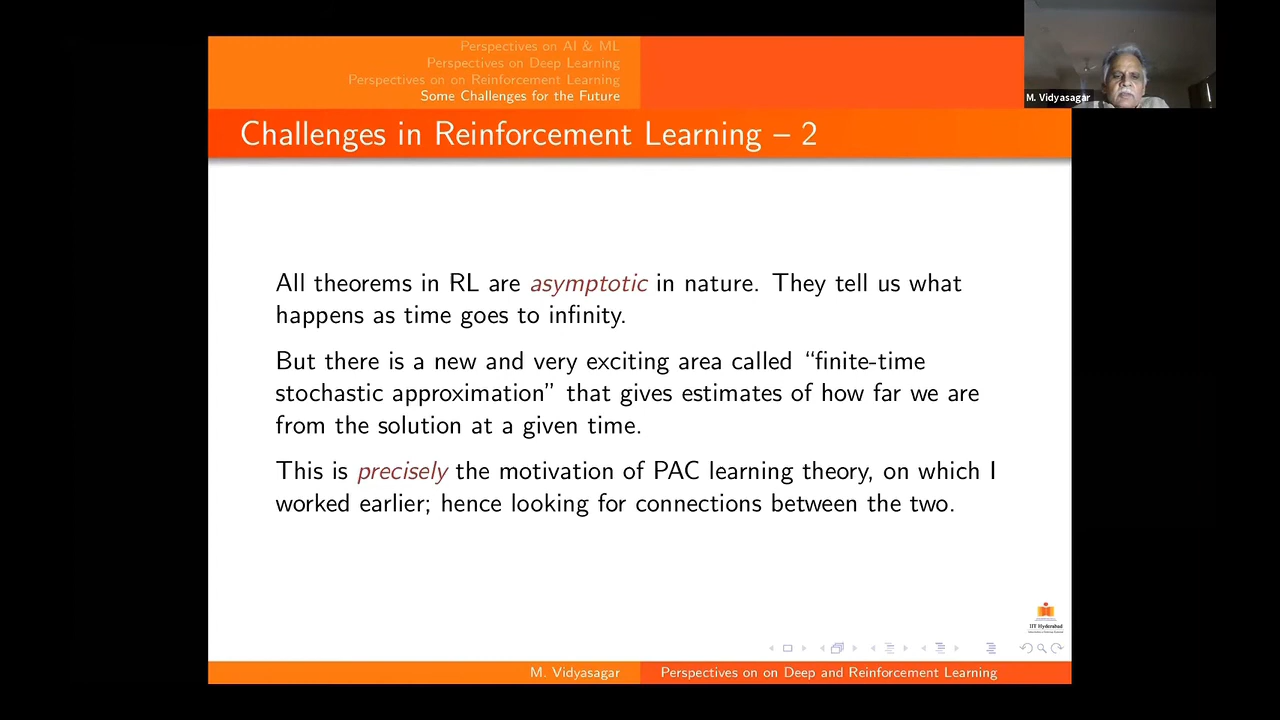 Perspectives on AI & ML
Perspectives on Deep Learning
Perspectives on on Reinforcement Learning
Some Challenges for the Future
M. Vidyasagar
Challenges in Reinforcement Learning – 2
All theorems in RL are asymptotic in nature. They tell us what
happens as time goes to infinity.
But there is a new and very exciting area called “finite-time
stochastic approximation” that gives estimates of how far we are
from the solution at a given time.
This is precisely the motivation of PAC learning theory, on which I
worked earlier; hence looking for connections between the two.
IIT Hyderabad
M. Vidyasagar
Perspectives on on Deep and Reinforcement Learning